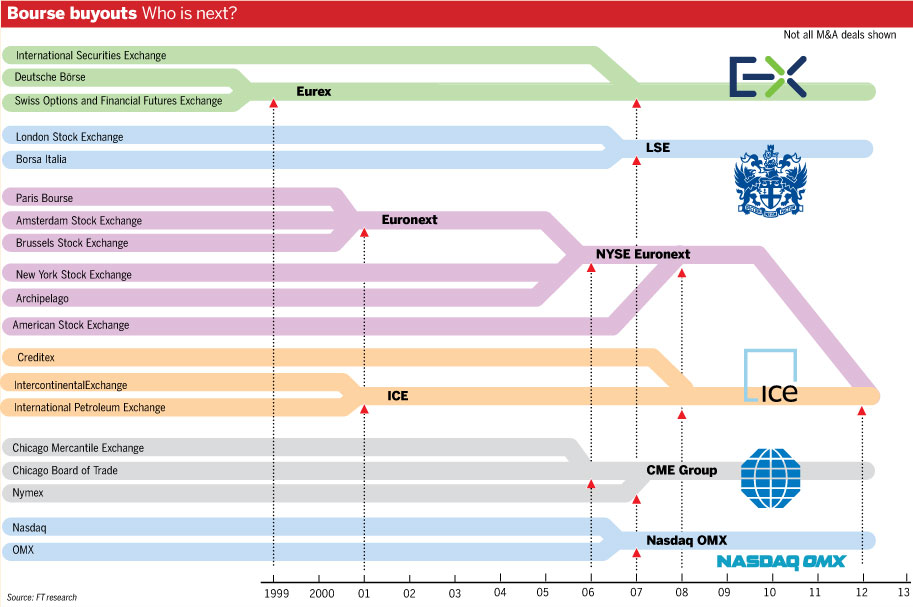 Bourse buyouts Who is next?
Not all M&A deals shown
International Securities Exchange
Deutsche Börse
Swiss Options and Financial Futures Exchange
Eurex
EX
London Stock Exchange
Borsa Italia
LSE
Paris Bourse
Amsterdam Stock Exchange
Brussels Stock Exchange
Euronext
New York Stock Exchange
Archipelago
American Stock Exchange
NYSE Euronext
Creditex
IntercontinentalExchange
International Petroleum Exchange
ICE
ICE
Chicago Mercantile Exchange
Chicago Board of Trade
Nymex
CME Group
Nasdaq
OMX
Nasdaq OMX
NASDAQ OMX
1999 2000 01 02 03 04 05 06 07 08 09 10 11 12 13
Source: FT research